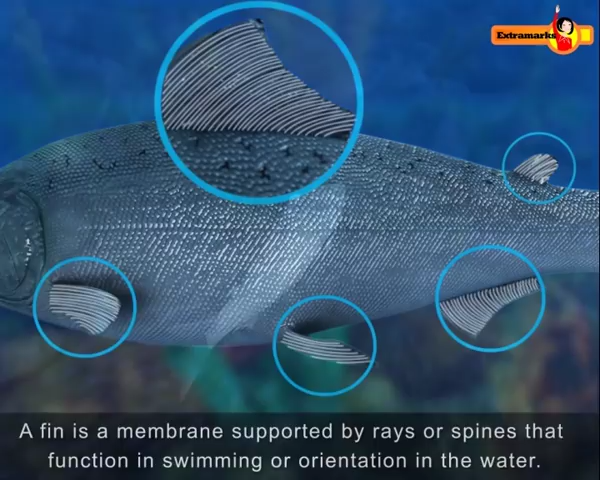 Extramarks
A fin is a membrane supported by rays or spines that
function in swimming or orientation in the water.